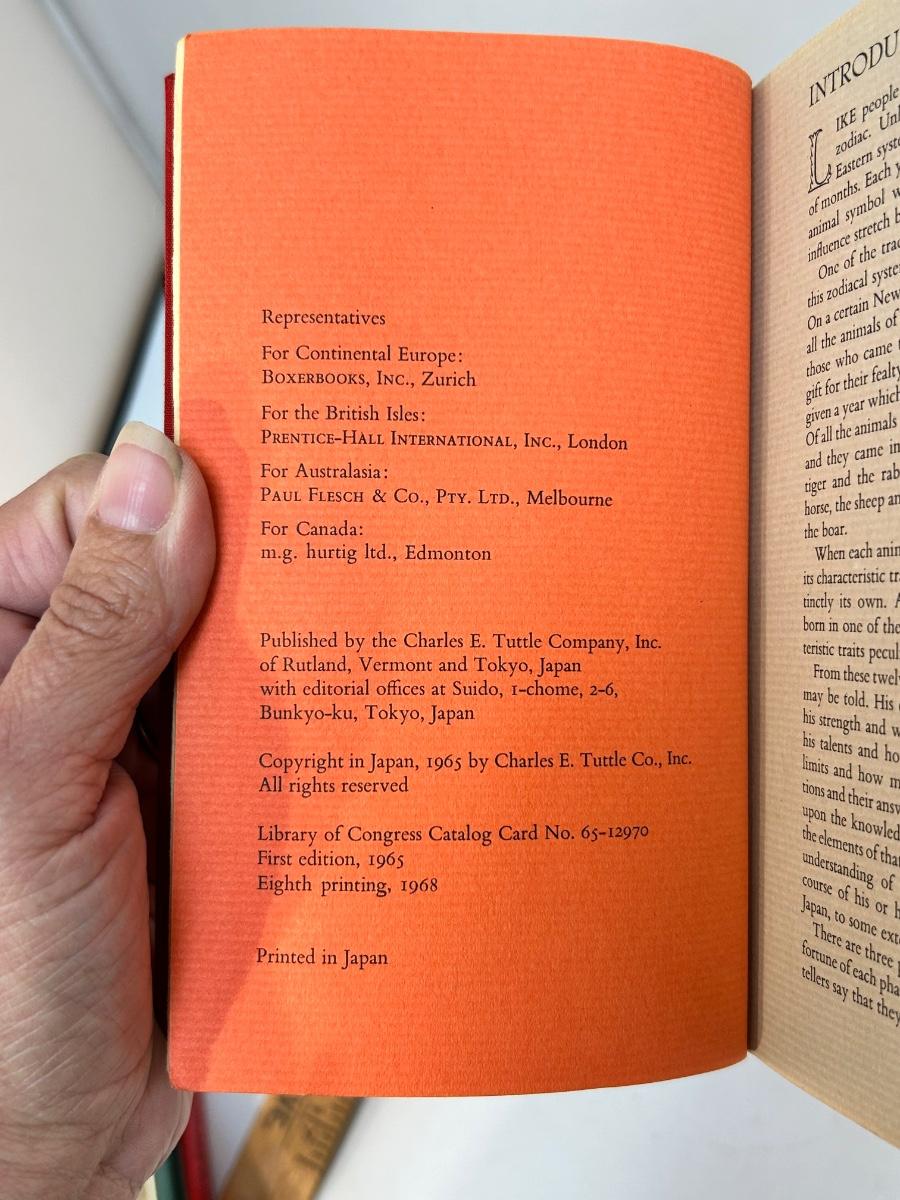 Representatives
For Continental Europe:
BOXERBOOKS, INC., Zurich
For the British Isles:
PRENTICE-HALL INTERNATIONAL, INC., London
For Australasia:
PAUL FLESCH & CO., PTY. LTD., Melbourne
For Canada:
m.g. hurtig ltd., Edmonton
Published by the Charles E. Tuttle Company, Inc.
of Rutland, Vermont and Tokyo, Japan
with editorial offices at Suido, 1-chome, 2-6,
Bunkyo-ku, Tokyo, Japan
Copyright in Japan, 1965 by Charles E. Tuttle Co., Inc.
All rights reserved
Library of Congress Catalog Card No. 65-12970
First edition, 1965
Eighth printing, 1968
Printed in Japan
INTRODU
LIKE people
zodiac. Unl
Eastern syste
of months. Each y
animal symbol w
influence stretch b
One of the trad
this zodiacal syste
On a certain New
all the animals of
those who came t
gift for their fealty
given a year which
Of all the animals
and they came in
tiger and the rab
horse, the sheep an
the boar.
When each anim
its characteristic tr
tinctly its own. A
born in one of the
teristic traits pecul
From these twel
may be told. His
his strength and w
his talents and ho
limits and how m
tions and their answ
upon the knowled
the elements of that
understanding of
course of his or h
Japan, to some exte
There are three p
fortune of each pha
tellers say that they